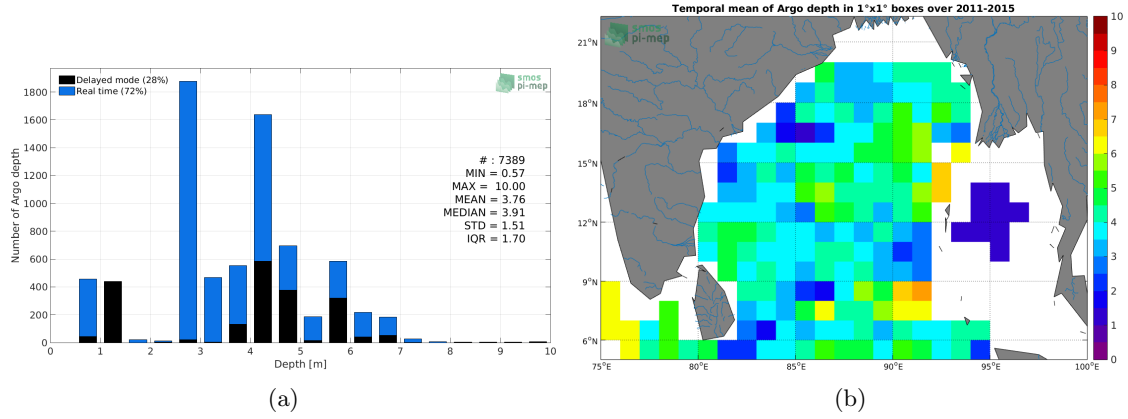 Temporal mean of Argo depth in 1°x1° boxes over 2011-2015
Delayed mode (28%)
Real time (72%)
smos
pi-mep
# : 7389
MIN = 0.57
MAX = 10.00
MEAN = 3.76
MEDIAN = 3.91
STD = 1.51
IQR = 1.70
Number of Argo depth
1800
1600
1400
1200
1000
800
600
400
200
0
0 1 2 3 4 5 6 7 8 9 10
Depth [m]
(a)
smos
pi-mep
21°N
18°N
15°N
12°N
9°N
6°N
75°E 80°E 85°E 90°E 95°E 100°E
10
9
8
7
6
5
4
3
2
1
0
(b)